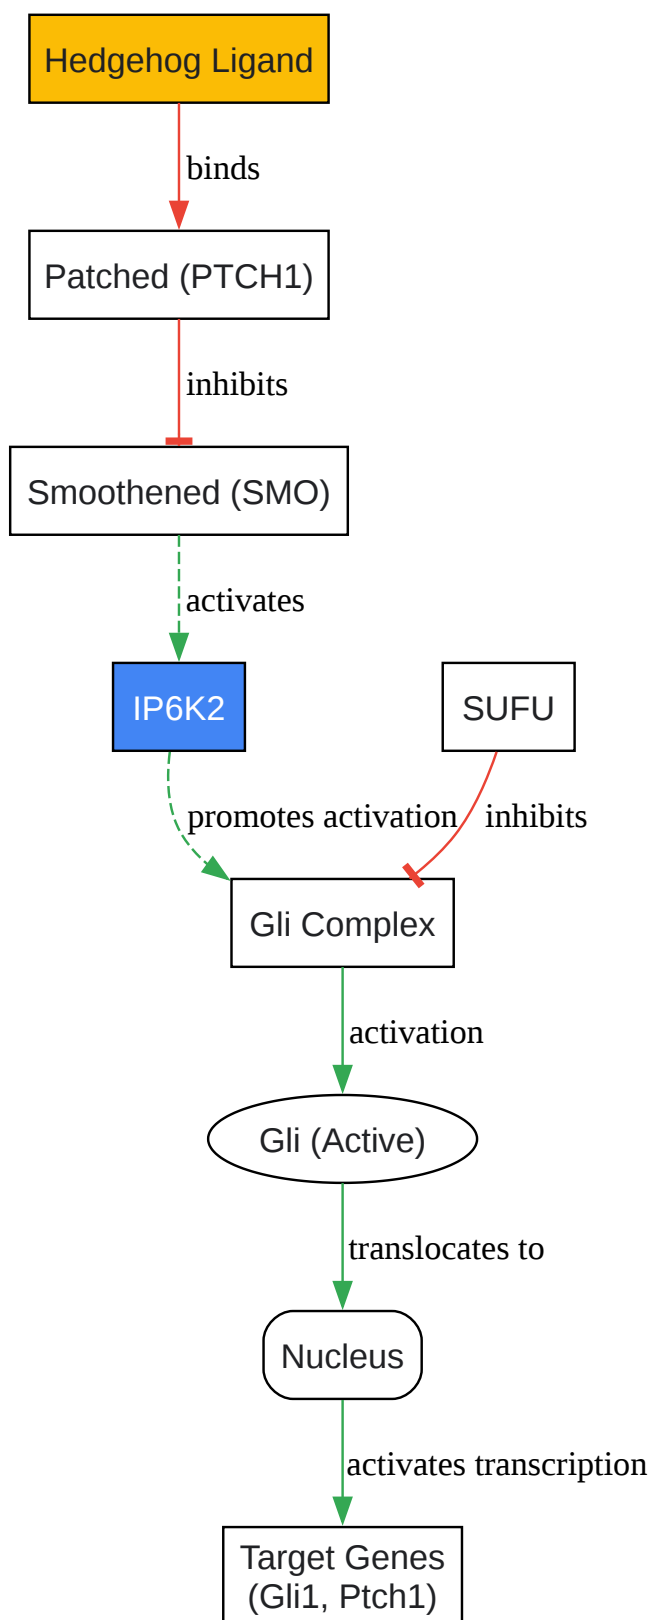 Hedgehog Ligand
binds
Patched (PTCH1)
inhibits
Smoothened (SMO)
activates
IP6K2
SUFU
promotes activation
inhibits
Gli Complex
activation
Gli (Active)
translocates to
Nucleus
activates transcription
Target Genes
(Gli1, Ptch1)